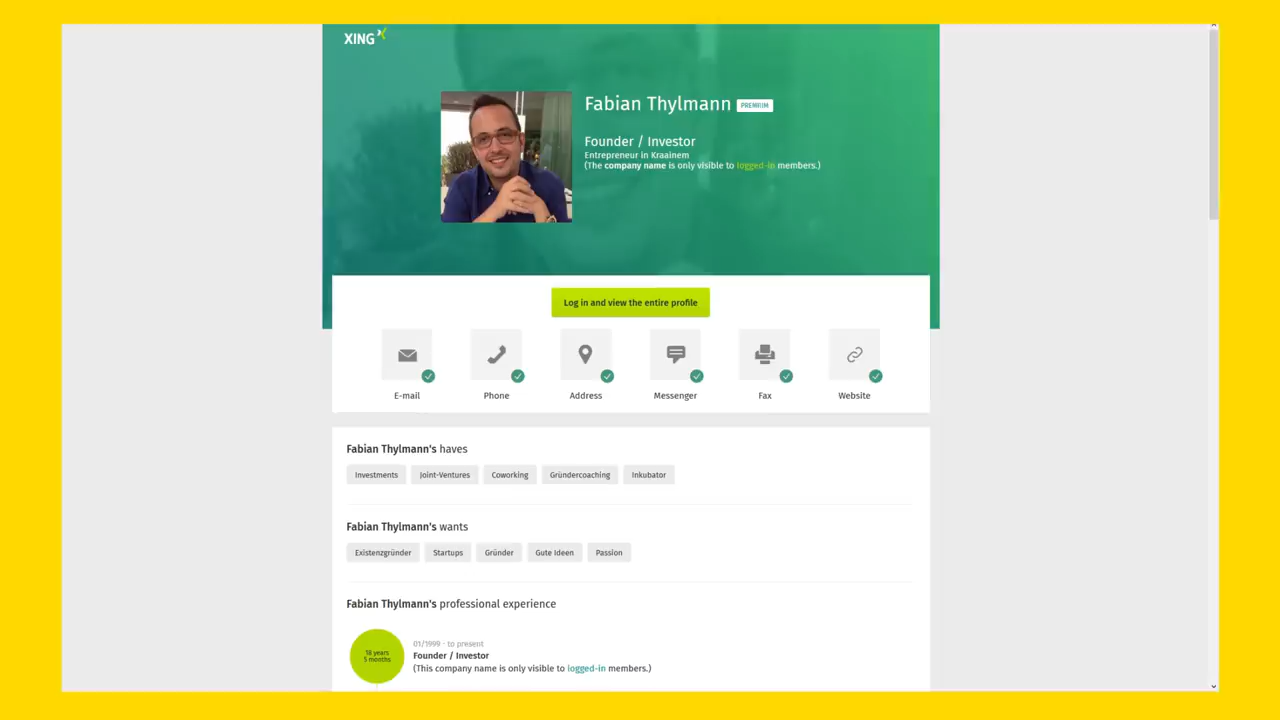 XING
Fabian Thylmann PREMIUM
Founder / Investor
Entrepreneur in Kraainem
(The company name is only visible to logged-in members.)
Log in and view the entire profile
E-mail Phone Address Messenger Fax Website
Fabian Thylmann's haves
Investments Joint-Ventures Coworking Gründercoaching Inkubator
Fabian Thylmann's wants
Existenzgründer Startups Gründer Gute Ideen Passion
Fabian Thylmann's professional experience
18 years
5 months
01/1999 - to present
Founder / Investor
(This company name is only visible to logged-in members.)